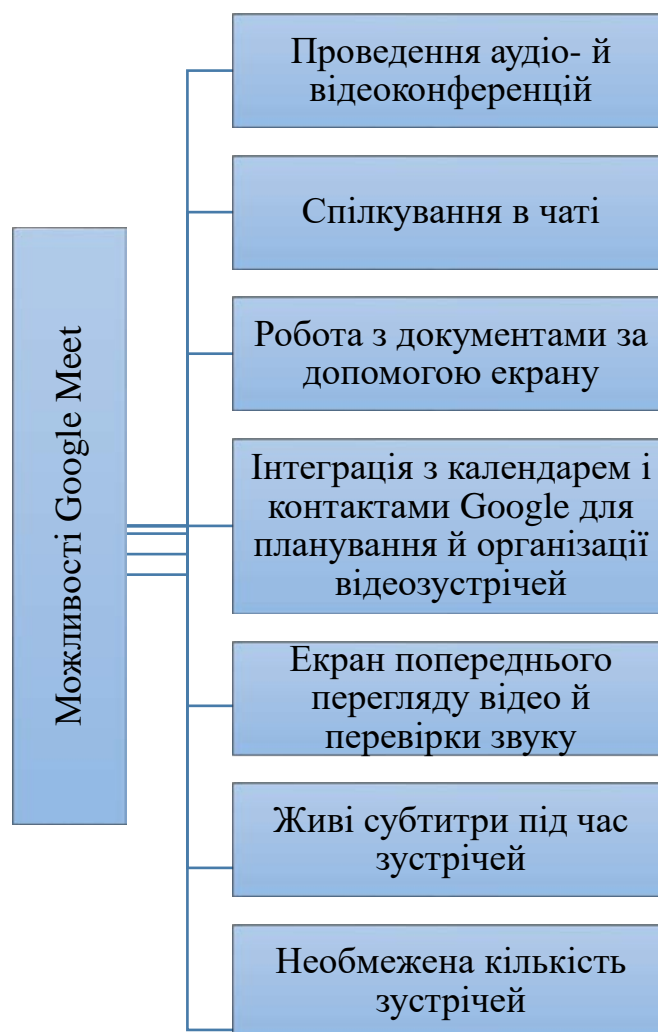 Можливості Google Meet
Проведення аудіо- й
відеоконференцій
Спілкування в чаті
Робота з документами за
допомогою екрану
Інтеграція з календарем і
контактами Google для
планування й організації
відеозустрічей
Екран попереднього
перегляду відео й
перевірки звуку
Живі субтитри під час
зустрічей
Необмежена кількість
зустрічей